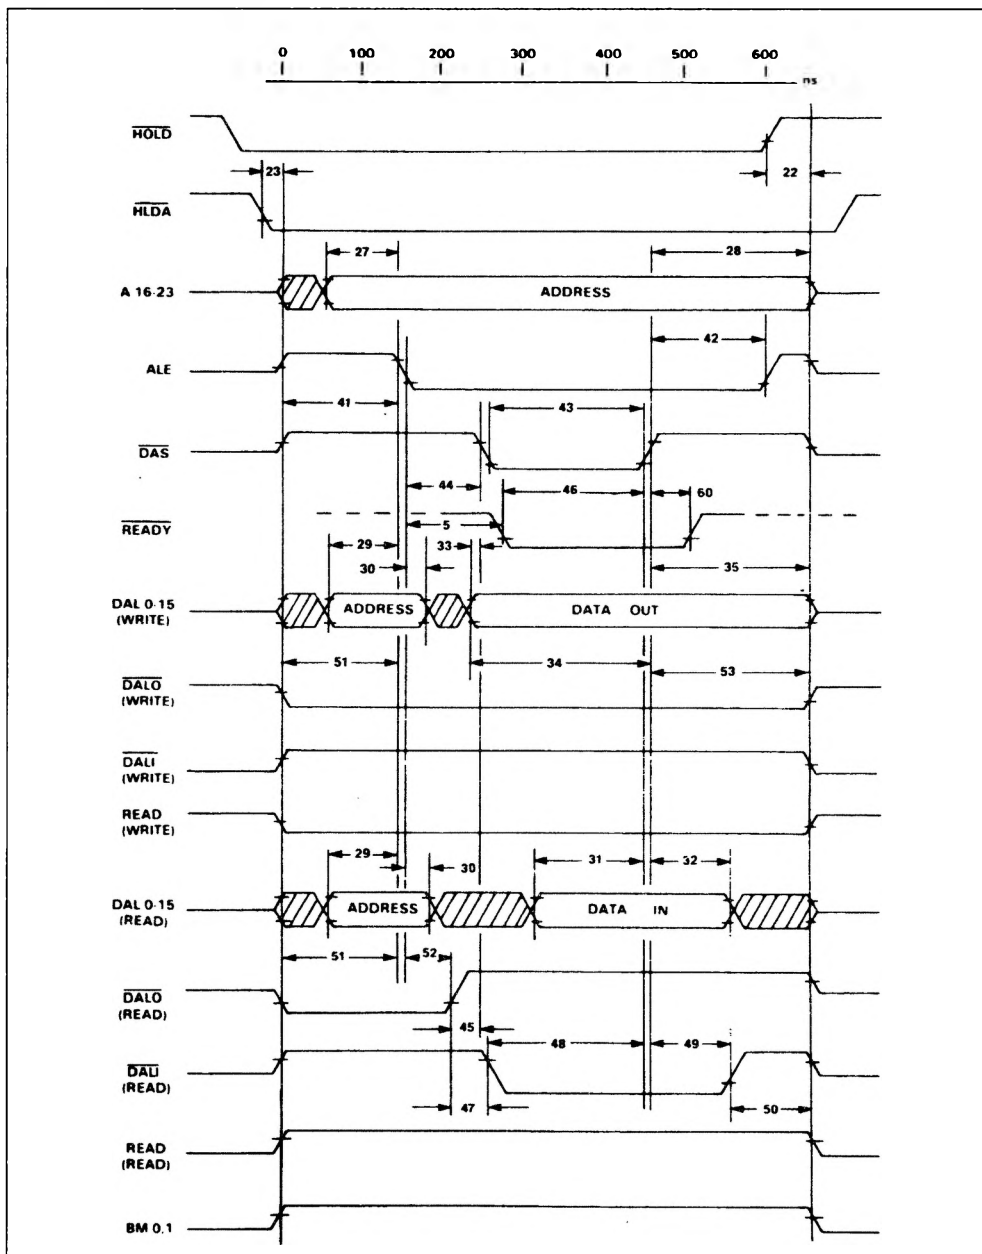 0 100 200 300 400 500 600
ns
HOLD
23 22
HLDA
27 28
A 16-23 ADDRESS
42
ALE
41 43
DAS
44 46 60
READY 5
29 33
30 35
DAL 0-15 ADDRESS DATA OUT
(WRITE)
51 34 53
DALO
(WRITE)
DALI
(WRITE)
READ
(WRITE)
29 30 31 32
DAL 0-15 ADDRESS DATA IN
(READ)
51 52
DALO
(READ)
45 48 49
DALI
(READ)
47 50
READ
(READ)
BM 0.1